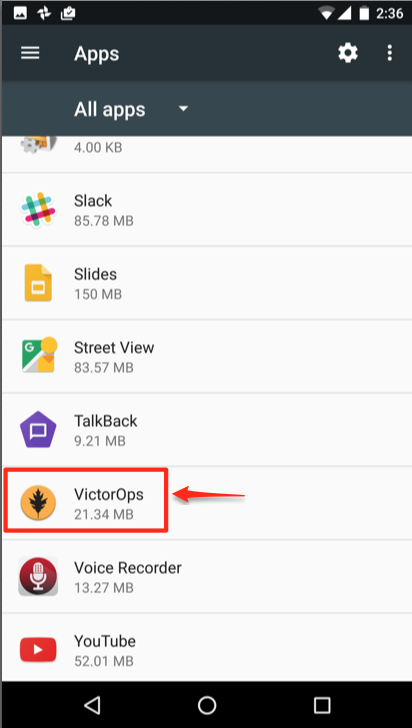 2:36
Apps
All apps
4.00 KB
Slack
85.78 MB
Slides
150 MB
G
Street View
83.57 MB
TalkBack
9.21 MB
VictorOps
21.34 MB
Voice Recorder
13.27 MB
YouTube
52.01 MB